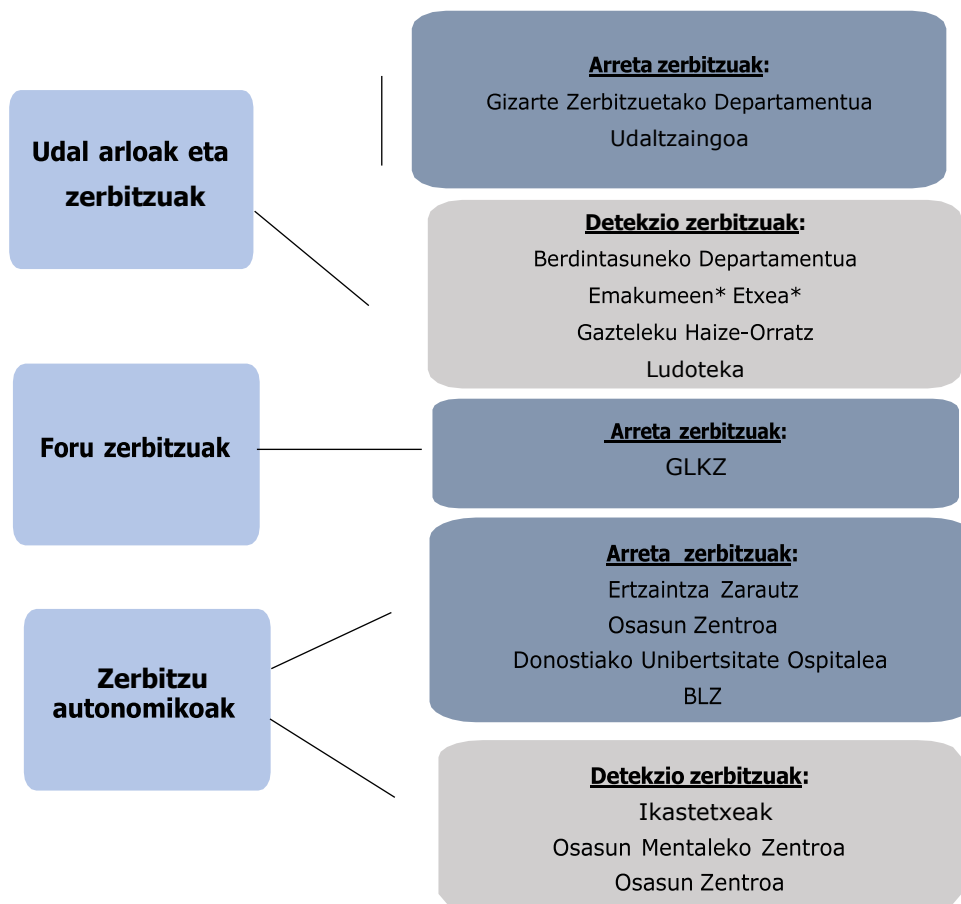 Udal arloak eta
zerbitzuak
Arreta zerbitzuak:
Gizarte Zerbitzuetako Departamentua
Udaltzaingoa
Detekzio zerbitzuak:
Berdintasuneko Departamentua
Emakumeen* Etxea*
Gazteleku Haize-Orratz
Ludoteka
Foru zerbitzuak
Arreta zerbitzuak:
GLKZ
Zerbitzu
autonomikoak
Arreta zerbitzuak:
Ertzaintza Zarautz
Osasun Zentroa
Donostiako Unibertsitate Ospitalea
BLZ
Detekzio zerbitzuak:
Ikastetxeak
Osasun Mentaleko Zentroa
Osasun Zentroa